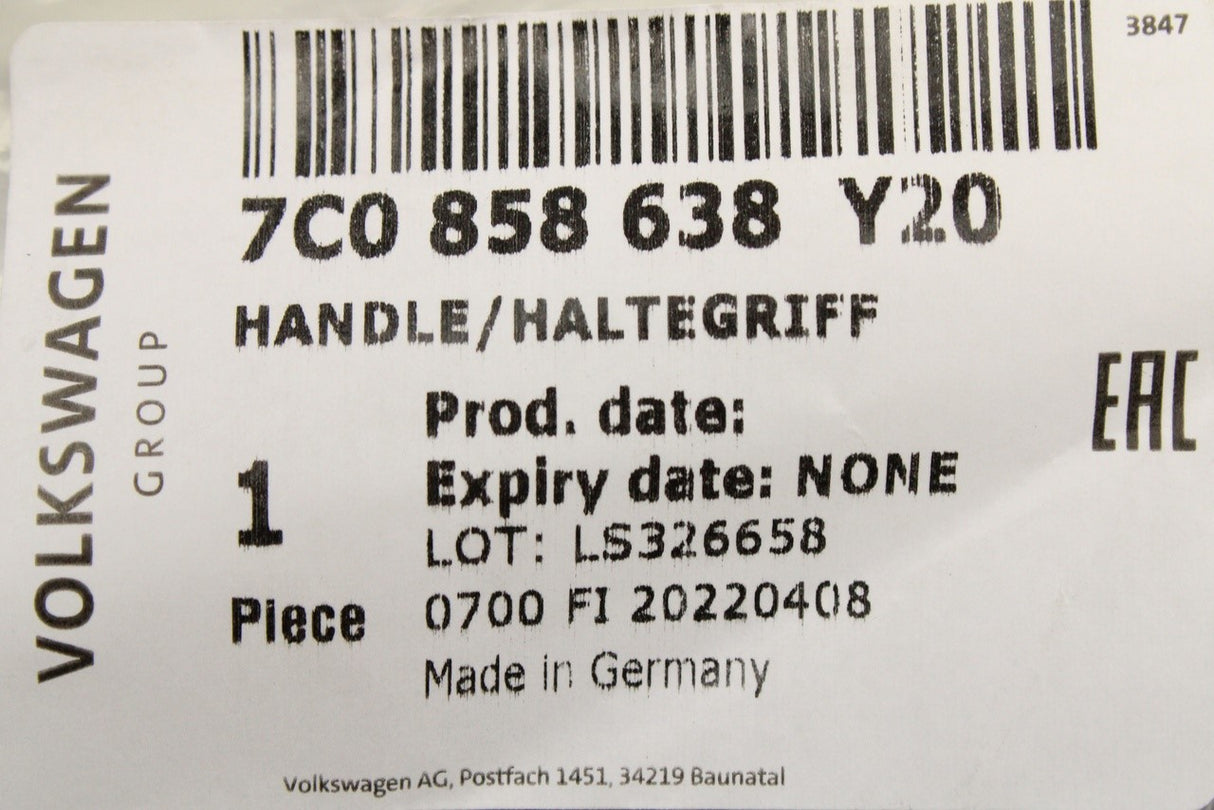 3847
7C0 858 638 Y20
HANDLE/HALTEGRIFF
Prod. date:
Expiry date: NONE
LOT: LS326658
0700 FI 20220408
Made in Germany
1
Piece
EAC
VOLKSWAGEN
GROUP
Volkswagen AG, Postfach 1451, 34219 Baunatal